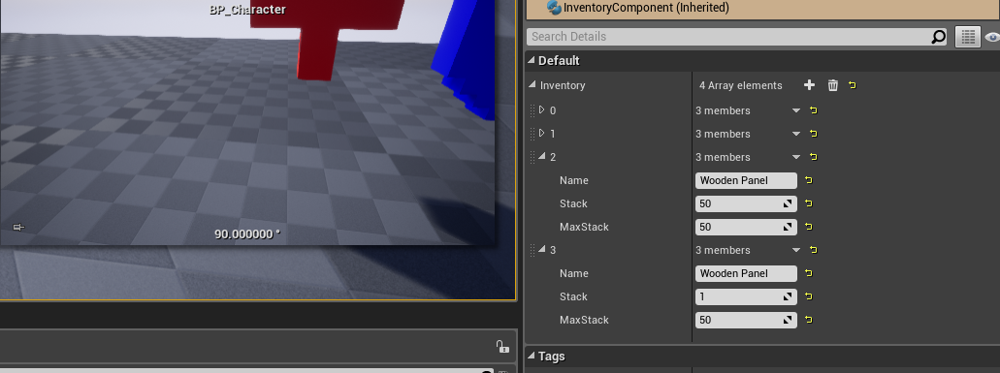 BP_Character
90.000000 °
InventoryComponent (Inherited)
Search Details
Default
Inventory 4 Array elements
0 3 members
1 3 members
2 3 members
Name Wooden Panel
Stack 50
MaxStack 50
3 3 members
Name Wooden Panel
Stack 1
MaxStack 50
Tags